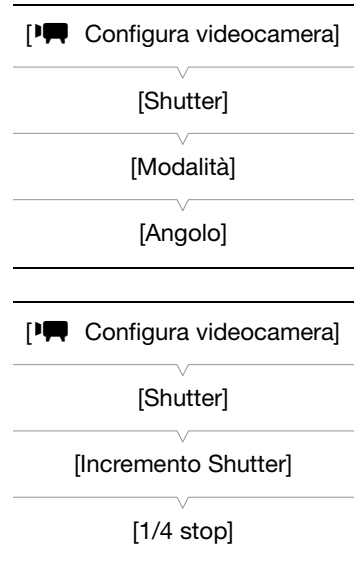 [ Configura videocamera]
[Shutter]
[Modalità]
[Angolo]
[ Configura videocamera]
[Shutter]
[Incremento Shutter]
[1/4 stop]